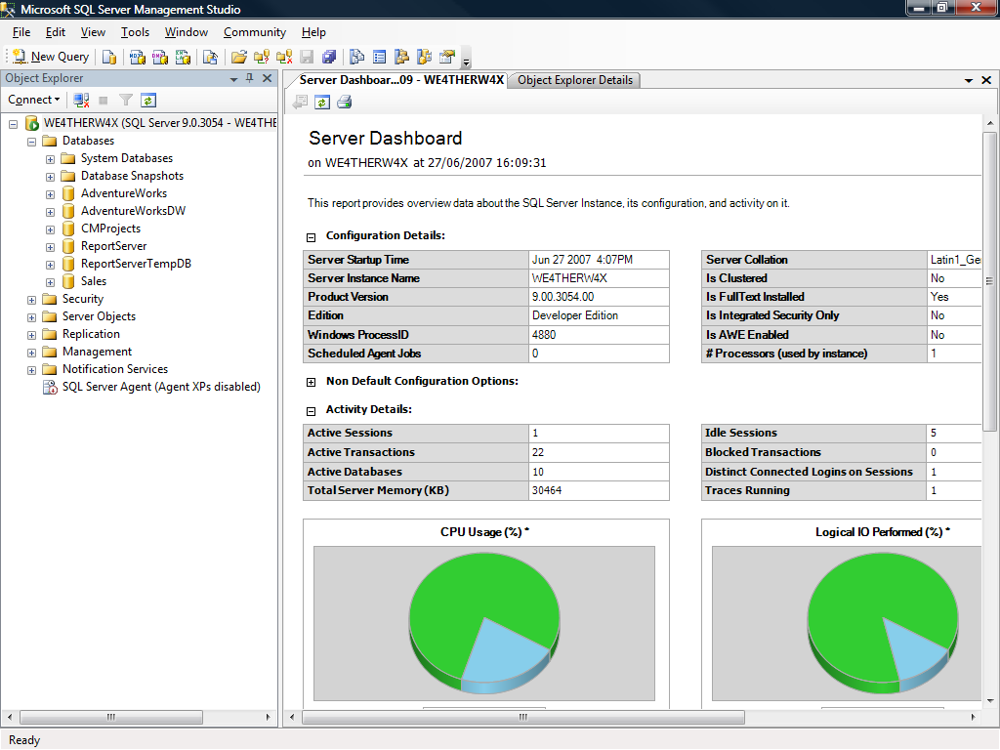 Microsoft SQL Server Management Studio
File Edit View Tools Window Community Help
New Query
Object Explorer
Connect
WE4THERW4X (SQL Server 9.0.3054 - WE4THE
Databases
System Databases
Database Snapshots
AdventureWorks
AdventureWorksDW
CMProjects
ReportServer
ReportServerTempDB
Sales
Security
Server Objects
Replication
Management
Notification Services
SQL Server Agent (Agent XPs disabled)
Server Dashboar...09 - WE4THERW4X Object Explorer Details
Server Dashboard
on WE4THERW4X at 27/06/2007 16:09:31
This report provides overview data about the SQL Server Instance, its configuration, and activity on it.
Configuration Details:
Server Startup Time Jun 27 2007 4:07PM Server Collation Latin1_Ge
Server Instance Name WE4THERW4X Is Clustered No
Product Version 9.00.3054.00 Is FullText Installed Yes
Edition Developer Edition Is Integrated Security Only No
Windows ProcessID 4880 Is AWE Enabled No
Scheduled Agent Jobs 0 # Processors (used by instance) 1
Non Default Configuration Options:
Activity Details:
Active Sessions 1 Idle Sessions 5
Active Transactions 22 Blocked Transactions 0
Active Databases 10 Distinct Connected Logins on Sessions 1
Total Server Memory (KB) 30464 Traces Running 1
CPU Usage (%) * Logical IO Performed (%) *
Ready